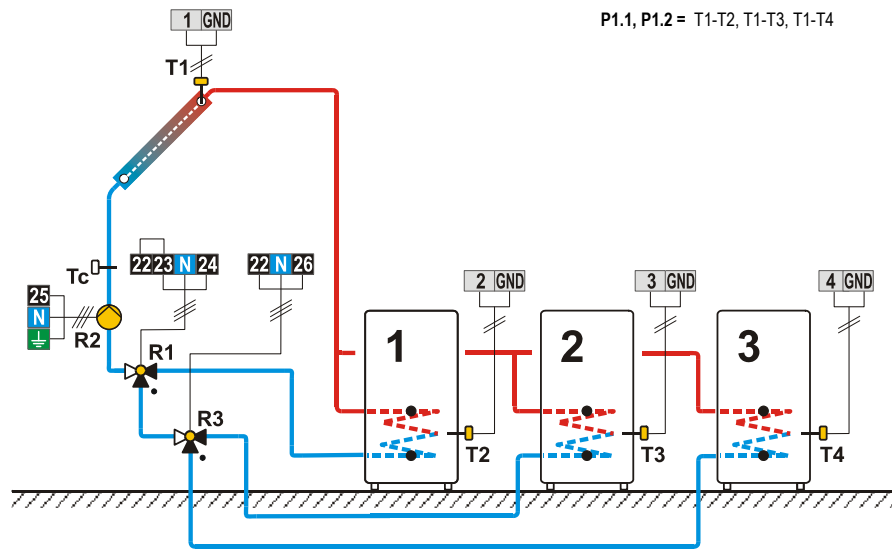 1 GND
P1.1, P1.2 = T1-T2, T1-T3, T1-T4
T1
22 23 N 24
22 N 26
Tc
2 GND
3 GND
4 GND
25
N
R2
R1
1
2
3
R3
T2
T3
T4